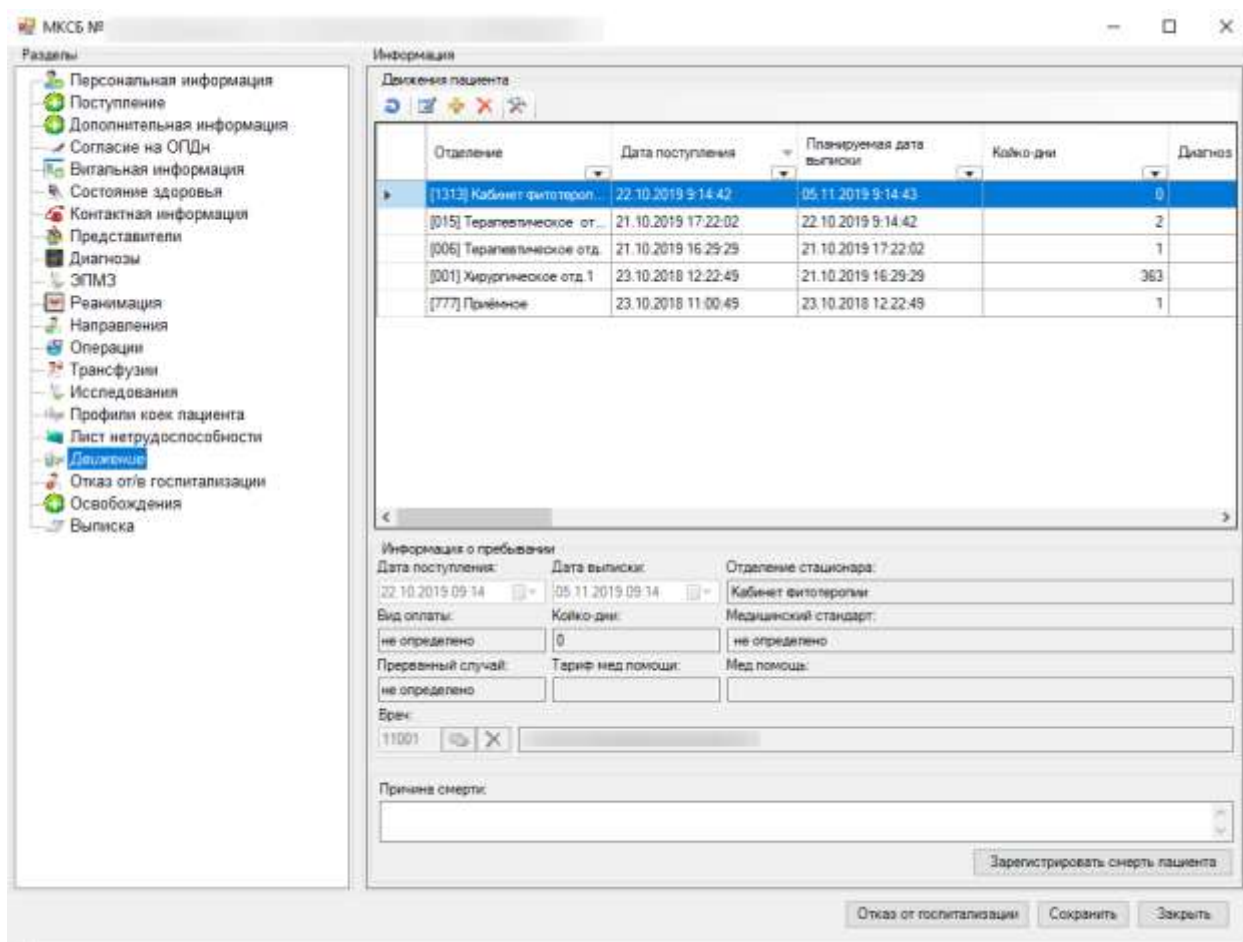 МКСБ №
Разделы
Персональная информация
Поступление
Дополнительная информация
Согласие на ОПДн
Витальная информация
Состояние здоровья
Контактная информация
Представители
Диагнозы
ЭПМЗ
Реанимация
Направления
Операции
Трансфузии
Исследования
Профили коек пациента
Лист нетрудоспособности
Движение
Отказ от/в госпитализации
Освобождения
Выписка
Информация
Движения пациента
Отделение Дата поступления Планируемая дата выписки Койко-дни Диагноз
[1313] Кабинет фитотероп... 22.10.2019 9:14:42 05.11.2019 9:14:43 0
[015] Терапевтическое от... 21.10.2019 17:22:02 22.10.2019 9:14:42 2
[006] Терапевтическое отд. 21.10.2019 16:29:29 21.10.2019 17:22:02 1
[001] Хирургическое отд.1 23.10.2018 12:22:49 21.10.2019 16:29:29 363
[777] Приёмное 23.10.2018 11:00:49 23.10.2018 12:22:49 1
Информация о пребывании
Дата поступления: Дата выписки: Отделение стационара:
22.10.2019 09:14 05.11.2019 09:14 Кабинет фитотеропии
Вид оплаты: Койко-дни: Медицинский стандарт:
не определено 0 не определено
Прерванный случай: Тариф мед помощи: Мед помощь:
не определено
Врач:
11001
Причина смерти:
Зарегистрировать смерть пациента
Отказ от госпитализации Сохранить Закрыть